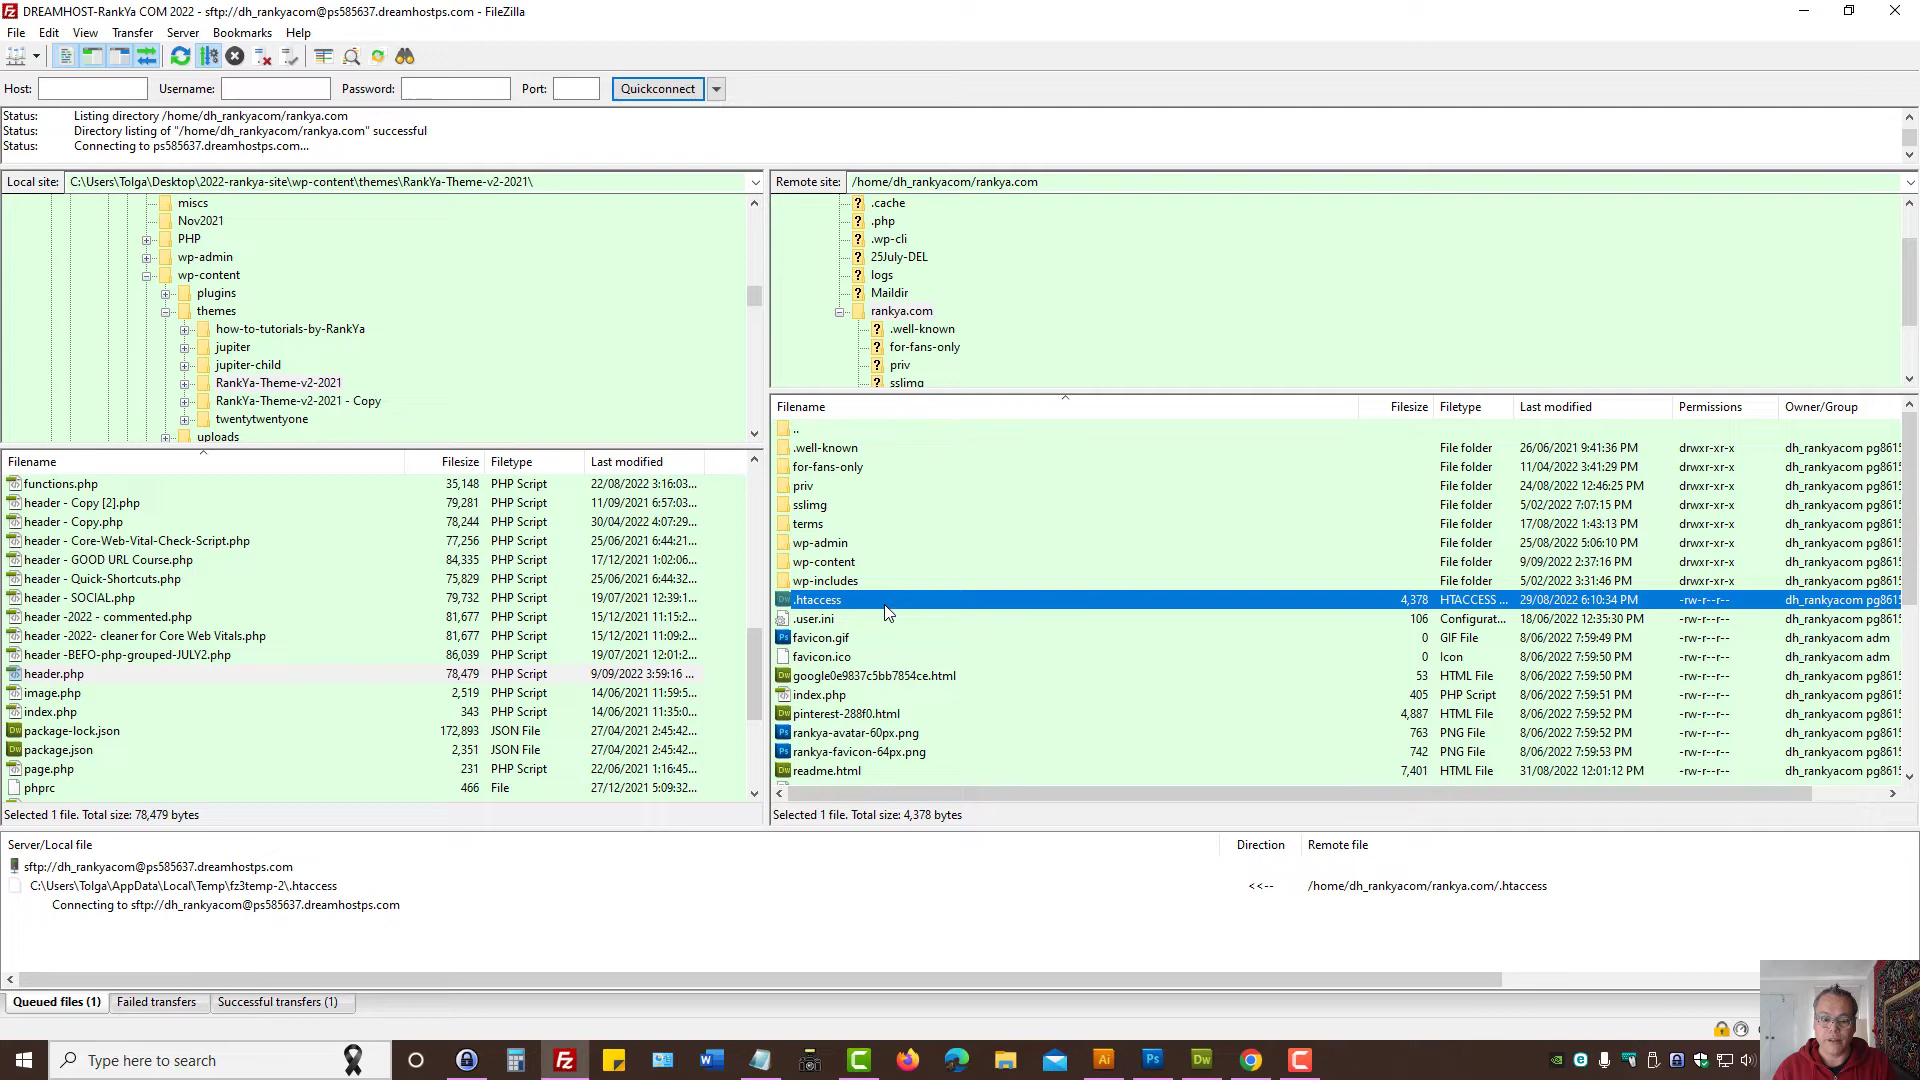 DREAMHOST-RankYa COM 2022 - sftp://dh_rankyacom@ps585637.dreamhostps.com - FileZilla
File Edit View Transfer Server Bookmarks Help
Host: Username: Password: Port: Quickconnect
Status: Listing directory /home/dh_rankyacom/rankya.com
Status: Directory listing of "/home/dh_rankyacom/rankya.com" successful
Status: Connecting to ps585637.dreamhostps.com...
Local site: C:\Users\Tolga\Desktop\2022-rankya-site\wp-content\themes\RankYa-Theme-v2-2021\
miscs
Nov2021
PHP
wp-admin
wp-content
plugins
themes
how-to-tutorials-by-RankYa
jupiter
jupiter-child
RankYa-Theme-v2-2021
RankYa-Theme-v2-2021 - Copy
twentytwentyone
uploads
Remote site: /home/dh_rankyacom/rankya.com
.cache
.php
.wp-cli
25July-DEL
logs
Maildir
rankya.com
.well-known
for-fans-only
priv
sslimg
Filename Filesize Filetype Last modified
functions.php 35,148 PHP Script 22/08/2022 3:16:03...
header - Copy [2].php 79,281 PHP Script 11/09/2021 6:57:03...
header - Copy.php 78,244 PHP Script 30/04/2022 4:07:29...
header - Core-Web-Vital-Check-Script.php 77,256 PHP Script 25/06/2021 6:44:21...
header - GOOD URL Course.php 84,335 PHP Script 17/12/2021 1:02:06...
header - Quick-Shortcuts.php 75,829 PHP Script 25/06/2021 6:44:32...
header - SOCIAL.php 79,732 PHP Script 19/07/2021 12:39:1...
header -2022 - commented.php 81,677 PHP Script 15/12/2021 11:15:2...
header -2022- cleaner for Core Web Vitals.php 81,677 PHP Script 15/12/2021 11:09:2...
header -BEFO-php-grouped-JULY2.php 86,039 PHP Script 19/07/2021 12:01:2...
header.php 78,479 PHP Script 9/09/2022 3:59:16 ...
image.php 2,519 PHP Script 14/06/2021 11:59:5...
index.php 343 PHP Script 14/06/2021 11:35:0...
package-lock.json 172,893 JSON File 27/04/2021 2:45:42...
package.json 2,351 JSON File 27/04/2021 2:45:42...
page.php 231 PHP Script 22/06/2021 1:16:45...
phprc 466 File 27/12/2021 5:09:32...
Selected 1 file. Total size: 78,479 bytes
Filename Filesize Filetype Last modified Permissions Owner/Group
..
.well-known File folder 26/06/2021 9:41:36 PM drwxr-xr-x dh_rankyacom pg8615
for-fans-only File folder 11/04/2022 3:41:29 PM drwxr-xr-x dh_rankyacom pg8615
priv File folder 24/08/2022 12:46:25 PM drwxr-xr-x dh_rankyacom pg8615
sslimg File folder 5/02/2022 7:07:15 PM drwxr-xr-x dh_rankyacom pg8615
terms File folder 17/08/2022 1:43:13 PM drwxr-xr-x dh_rankyacom pg8615
wp-admin File folder 25/08/2022 5:06:10 PM drwxr-xr-x dh_rankyacom pg8615
wp-content File folder 9/09/2022 2:37:16 PM drwxr-xr-x dh_rankyacom pg8615
wp-includes File folder 5/02/2022 3:31:46 PM drwxr-xr-x dh_rankyacom pg8615
.htaccess 4,378 HTACCESS ... 29/08/2022 6:10:34 PM -rw-r--r-- dh_rankyacom pg8615
.user.ini 106 Configurat... 18/06/2022 12:35:30 PM -rw-r--r-- dh_rankyacom pg8615
favicon.gif 0 GIF File 8/06/2022 7:59:49 PM -rw-r--r-- dh_rankyacom adm
favicon.ico 0 Icon 8/06/2022 7:59:50 PM -rw-r--r-- dh_rankyacom adm
google0e9837c5bb7854ce.html 53 HTML File 8/06/2022 7:59:50 PM -rw-r--r-- dh_rankyacom pg8615
index.php 405 PHP Script 8/06/2022 7:59:51 PM -rw-r--r-- dh_rankyacom pg8615
pinterest-288f0.html 4,887 HTML File 8/06/2022 7:59:52 PM -rw-r--r-- dh_rankyacom pg8615
rankya-avatar-60px.png 763 PNG File 8/06/2022 7:59:52 PM -rw-r--r-- dh_rankyacom pg8615
rankya-favicon-64px.png 742 PNG File 8/06/2022 7:59:53 PM -rw-r--r-- dh_rankyacom pg8615
readme.html 7,401 HTML File 31/08/2022 12:01:12 PM -rw-r--r-- dh_rankyacom pg8615
Selected 1 file. Total size: 4,378 bytes
Server/Local file Direction Remote file
sftp://dh_rankyacom@ps585637.dreamhostps.com
C:\Users\Tolga\AppData\Local\Temp\fz3temp-2\.htaccess <<-- /home/dh_rankyacom/rankya.com/.htaccess
Connecting to sftp://dh_rankyacom@ps585637.dreamhostps.com
Queued files (1) Failed transfers Successful transfers (1)
Type here to search